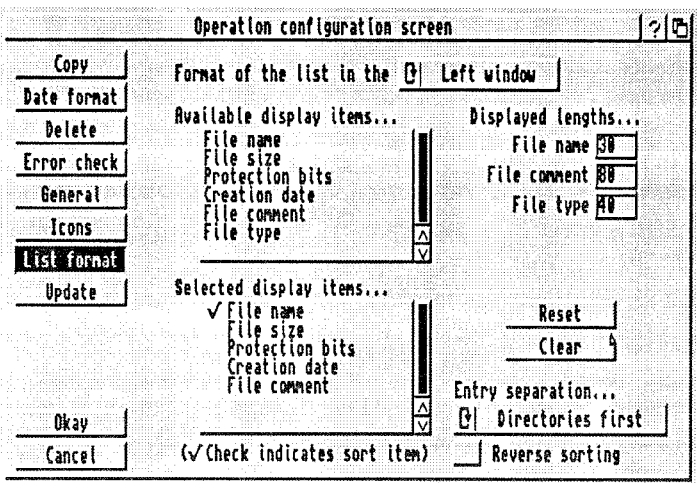 Operation configuration screen
?
Copy
Date format
Delete
Error check
General
Icons
List format
Update
Okay
Cancel
Format of the list in the Left window
Available display items...
File name
File size
Protection bits
Creation date
File comment
File type
Displayed lengths...
File name 30
File comment 80
File type 40
Selected display items...
✓ File name
File size
Protection bits
Creation date
File comment
(✓ Check indicates sort item)
Reset
Clear
Entry separation...
Directories first
Reverse sorting